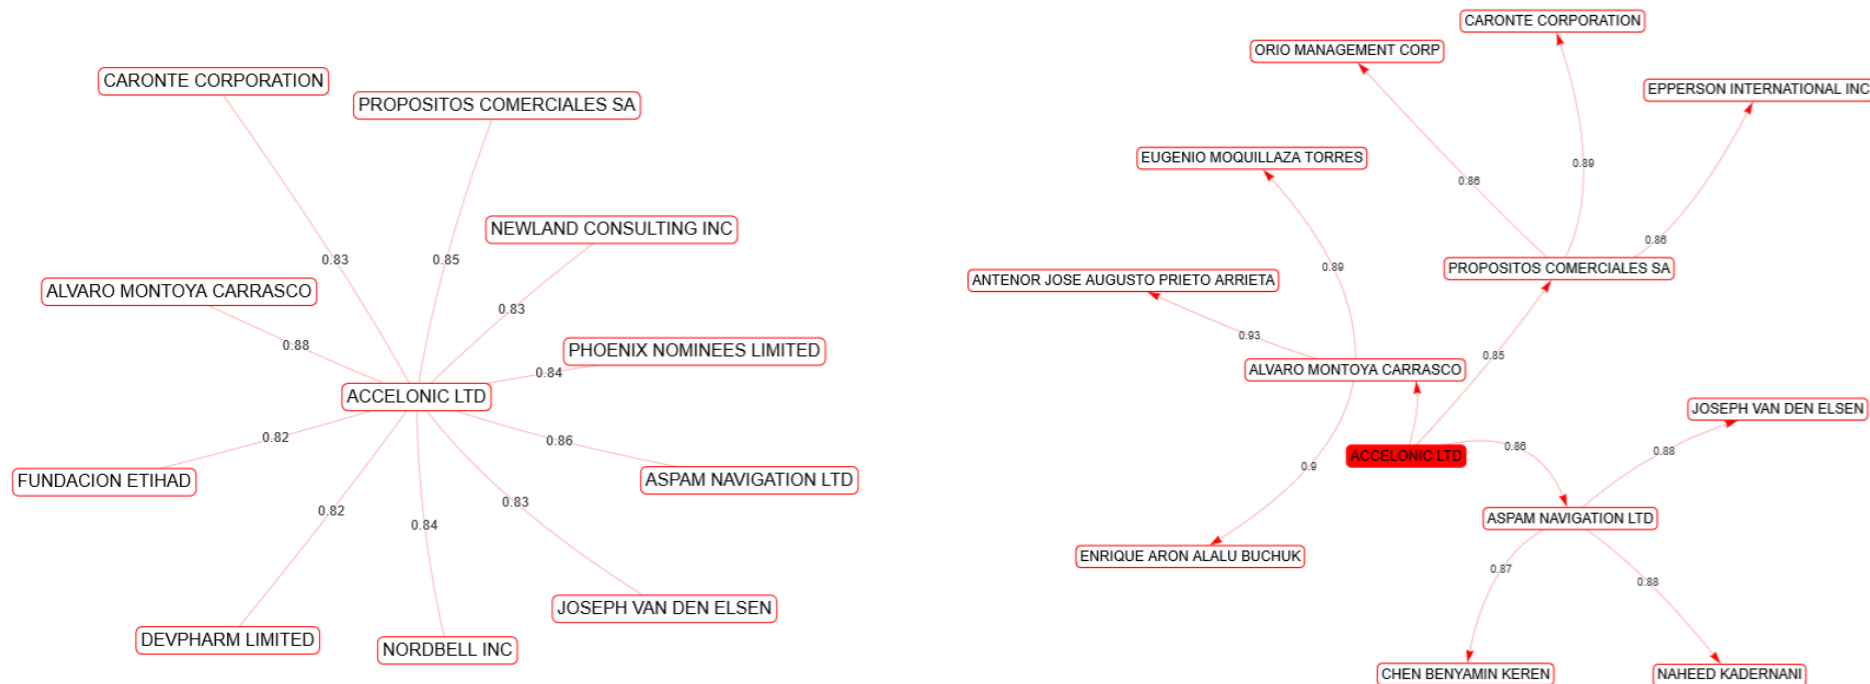 CARONTE CORPORATION
PROPOSITOS COMERCIALES SA
NEWLAND CONSULTING INC
0.83
0.85
ALVARO MONTOYA CARRASCO
0.83
0.88
PHOENIX NOMINEES LIMITED
0.84
ACCELONIC LTD
0.82
0.86
FUNDACION ETIHAD
ASPAM NAVIGATION LTD
0.82
0.84
0.83
JOSEPH VAN DEN ELSEN
DEVPHARM LIMITED
NORDBELL INC
CARONTE CORPORATION
ORIO MANAGEMENT CORP
EPPERSON INTERNATIONAL INC
EUGENIO MOQUILLAZA TORRES
0.89
0.86
0.86
0.89
PROPOSITOS COMERCIALES SA
ANTENOR JOSE AUGUSTO PRIETO ARRIETA
0.93
0.85
ALVARO MONTOYA CARRASCO
JOSEPH VAN DEN ELSEN
ACCELONIC LTD
0.86
0.88
0.9
ASPAM NAVIGATION LTD
ENRIQUE ARON ALALU BUCHUK
0.87
0.88
CHEN BENYAMIN KEREN
NAHEED KADERNANI